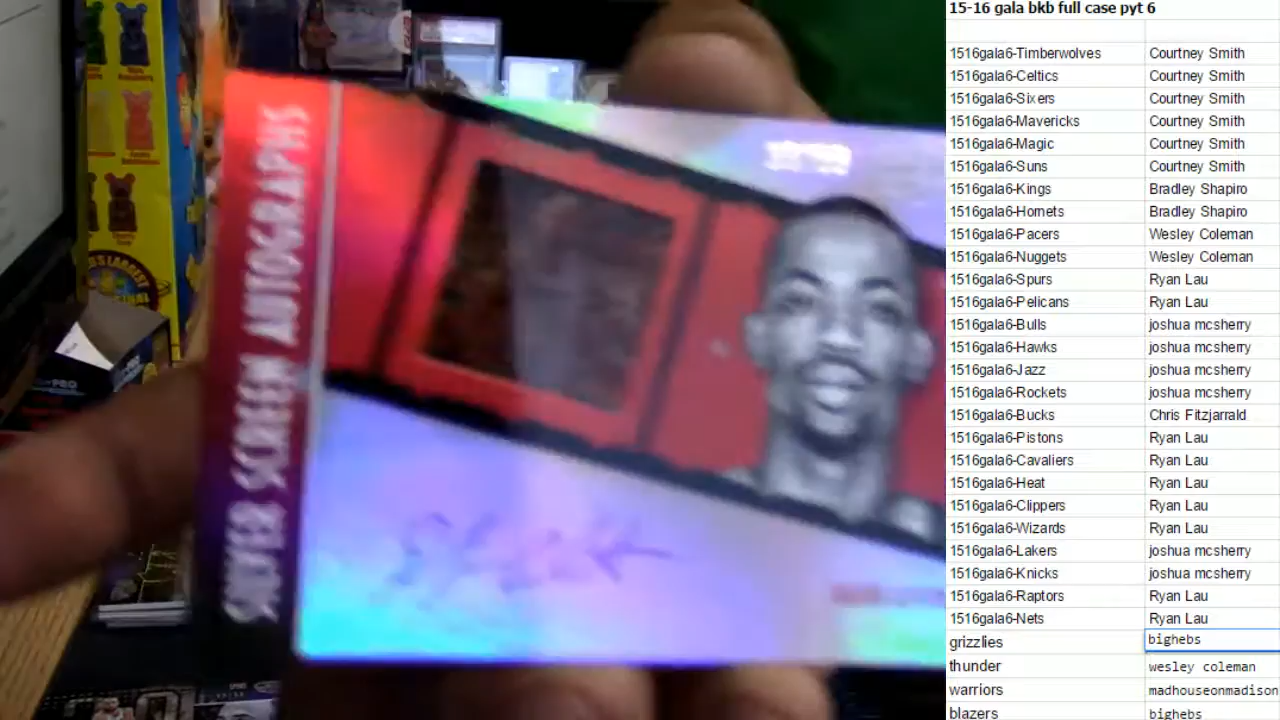 15-16 gala bkb full case pyt 6
1516gala6-Timberwolves Courtney Smith
1516gala6-Celtics Courtney Smith
1516gala6-Sixers Courtney Smith
1516gala6-Mavericks Courtney Smith
1516gala6-Magic Courtney Smith
1516gala6-Suns Courtney Smith
1516gala6-Kings Bradley Shapiro
1516gala6-Hornets Bradley Shapiro
1516gala6-Pacers Wesley Coleman
1516gala6-Nuggets Wesley Coleman
1516gala6-Spurs Ryan Lau
1516gala6-Pelicans Ryan Lau
1516gala6-Bulls joshua mcsherry
1516gala6-Hawks joshua mcsherry
1516gala6-Jazz joshua mcsherry
1516gala6-Rockets joshua mcsherry
1516gala6-Bucks Chris Fitzjarrald
1516gala6-Pistons Ryan Lau
1516gala6-Cavaliers Ryan Lau
1516gala6-Heat Ryan Lau
1516gala6-Clippers Ryan Lau
1516gala6-Wizards Ryan Lau
1516gala6-Lakers joshua mcsherry
1516gala6-Knicks joshua mcsherry
1516gala6-Raptors Ryan Lau
1516gala6-Nets Ryan Lau
grizzlies bighebs
thunder wesley coleman
warriors madhouseonmadison
blazers bighebs
SILVER SCREEN AUTOGRAPHS